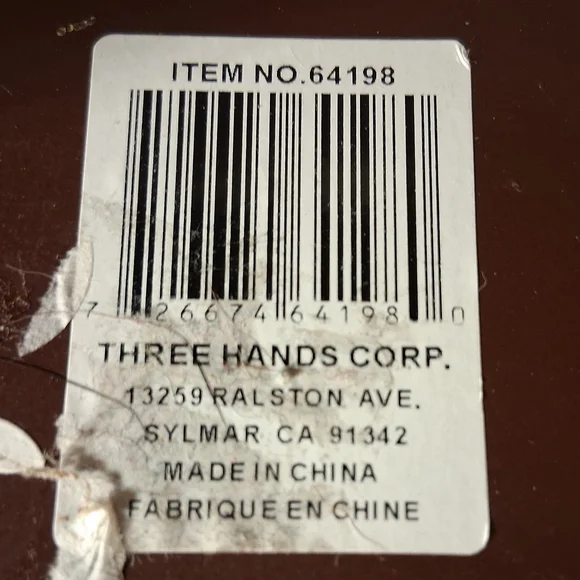 ITEM NO.64198
7 26674 64198 0
THREE HANDS CORP.
13259 RALSTON AVE.
SYLMAR CA 91342
MADE IN CHINA
FABRIQUE EN CHINE